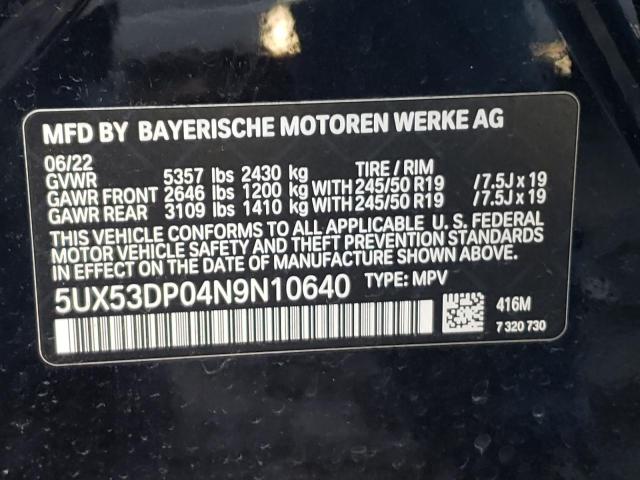 MFD BY BAYERISCHE MOTOREN WERKE AG
06/22 TIRE / RIM
GVWR 5357 lbs 2430 kg
GAWR FRONT 2646 lbs 1200 kg WITH 245/50 R19 /7.5J x 19
GAWR REAR 3109 lbs 1410 kg WITH 245/50 R19 /7.5J x 19
THIS VEHICLE CONFORMS TO ALL APPLICABLE U. S. FEDERAL
MOTOR VEHICLE SAFETY AND THEFT PREVENTION STANDARDS
IN EFFECT ON THE DATE OF MANUFACTURE SHOWN ABOVE.
5UX53DP04N9N10640 TYPE: MPV
416M
7 320 730